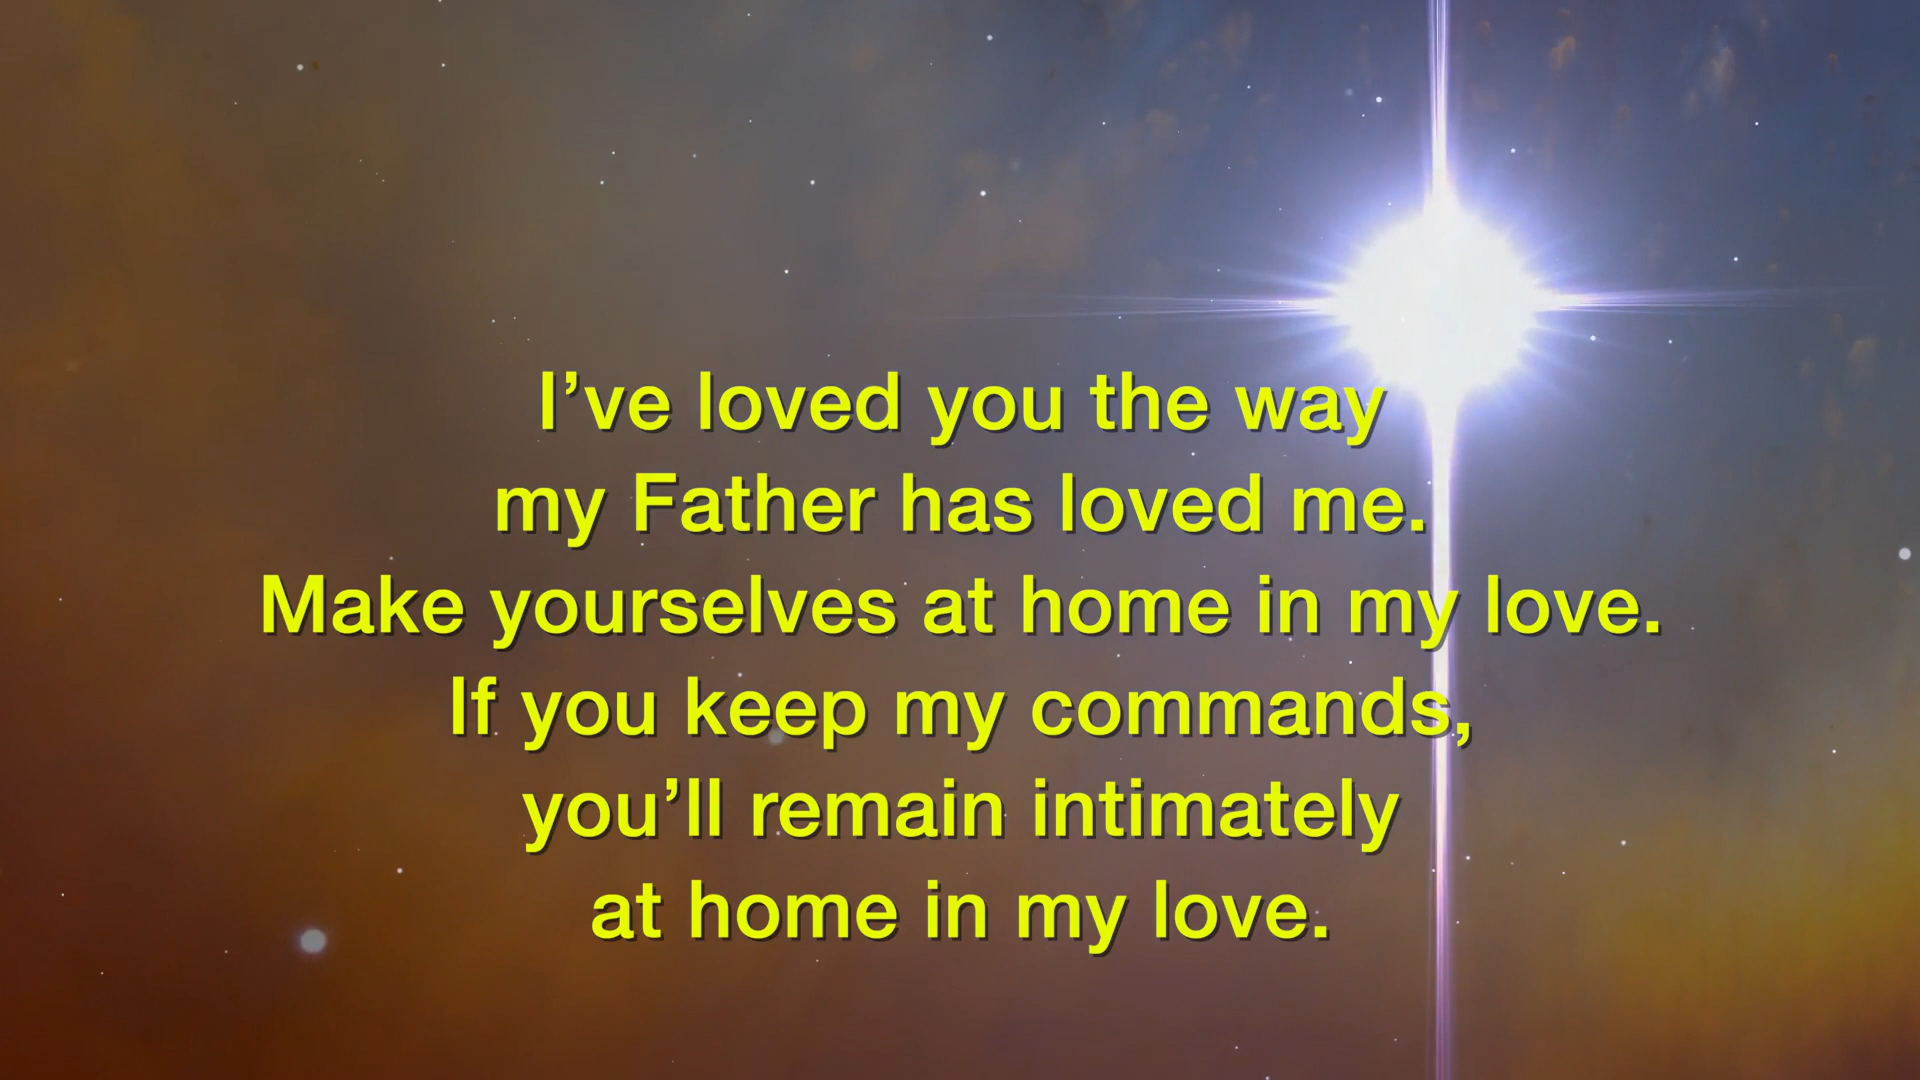 I’ve loved you the way
my Father has loved me.
Make yourselves at home in my love.
If you keep my commands,
you’ll remain intimately
at home in my love.